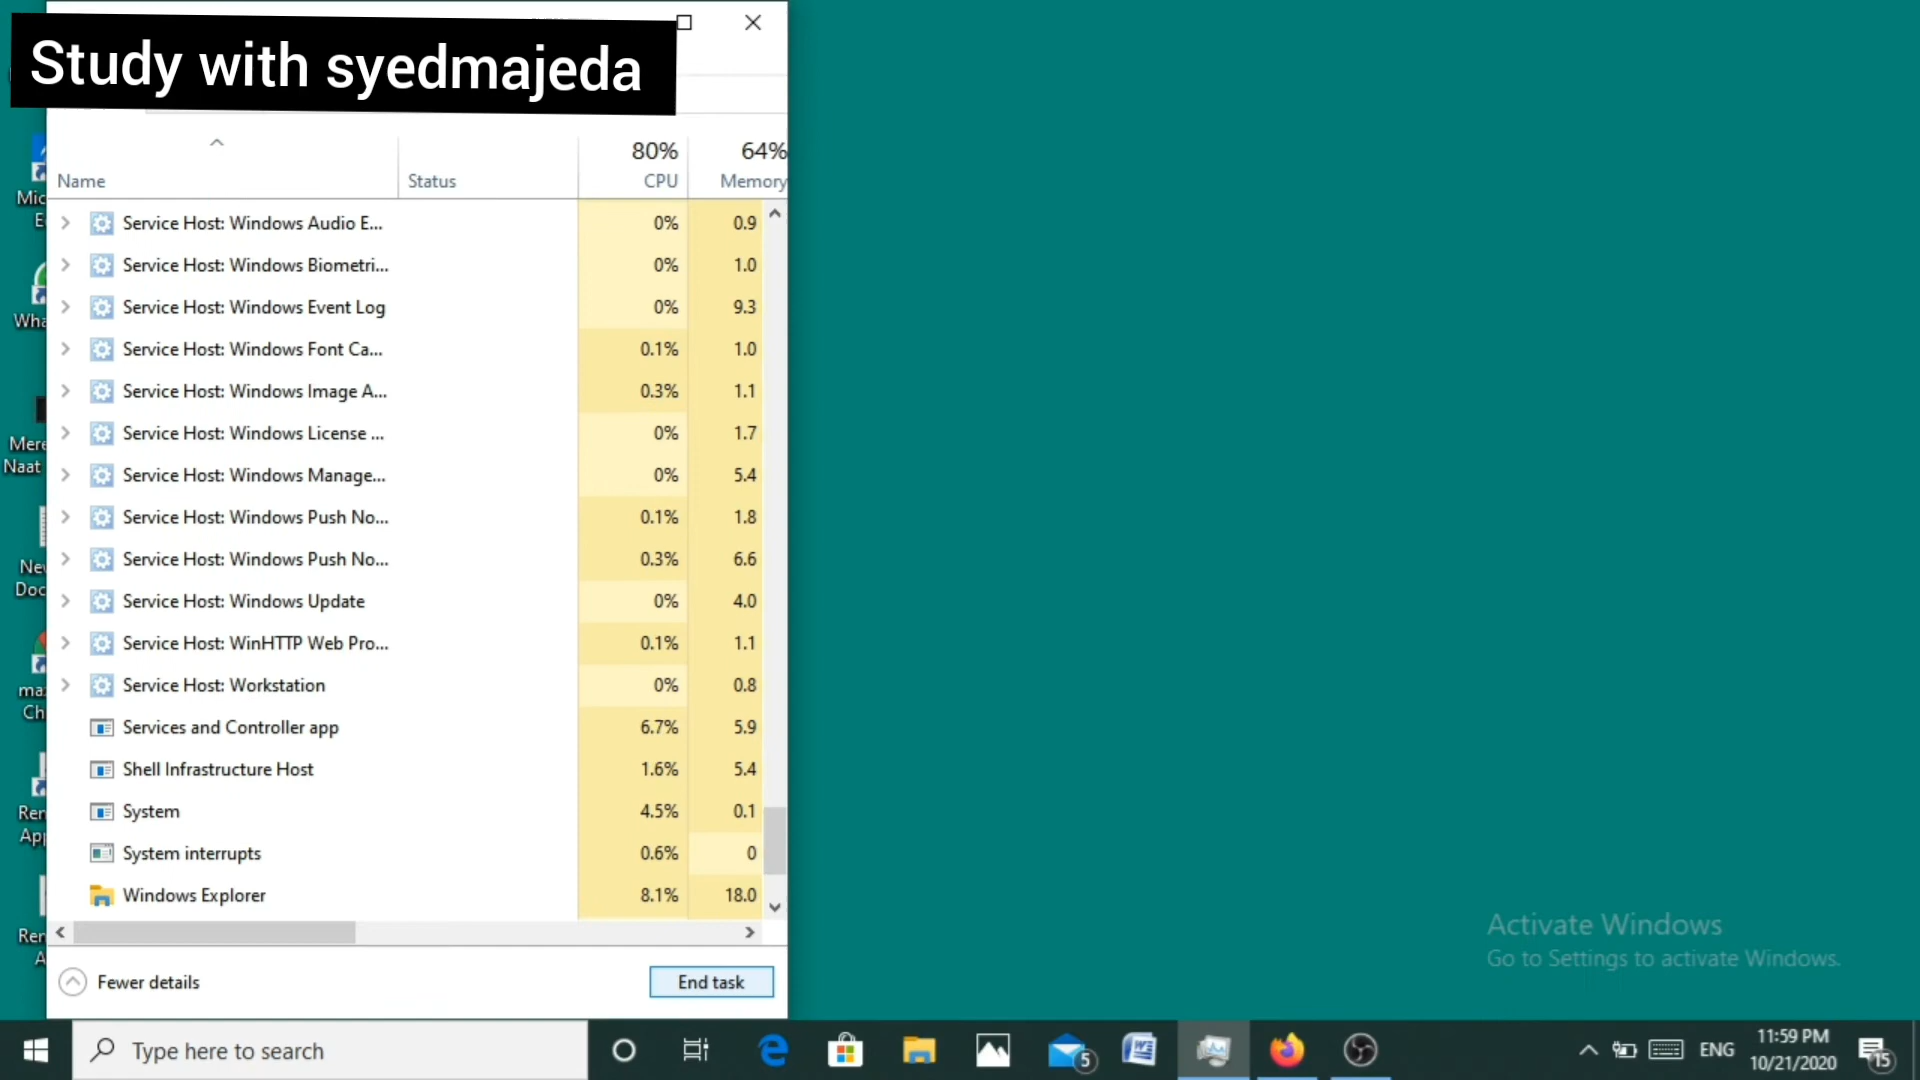 Study with syedmajeda
80% 64%
Name Status CPU Memory
Service Host: Windows Audio E... 0% 0.9
Service Host: Windows Biometri... 0% 1.0
Service Host: Windows Event Log 0% 9.3
Service Host: Windows Font Ca... 0.1% 1.0
Service Host: Windows Image A... 0.3% 1.1
Service Host: Windows License ... 0% 1.7
Service Host: Windows Manage... 0% 5.4
Service Host: Windows Push No... 0.1% 1.8
Service Host: Windows Push No... 0.3% 6.6
Service Host: Windows Update 0% 4.0
Service Host: WinHTTP Web Pro... 0.1% 1.1
Service Host: Workstation 0% 0.8
Services and Controller app 6.7% 5.9
Shell Infrastructure Host 1.6% 5.4
System 4.5% 0.1
System interrupts 0.6% 0
Windows Explorer 8.1% 18.0
Fewer details End task
Mere
Naat
Activate Windows
Go to Settings to activate Windows.
Type here to search
5
ENG
11:59 PM
10/21/2020
15